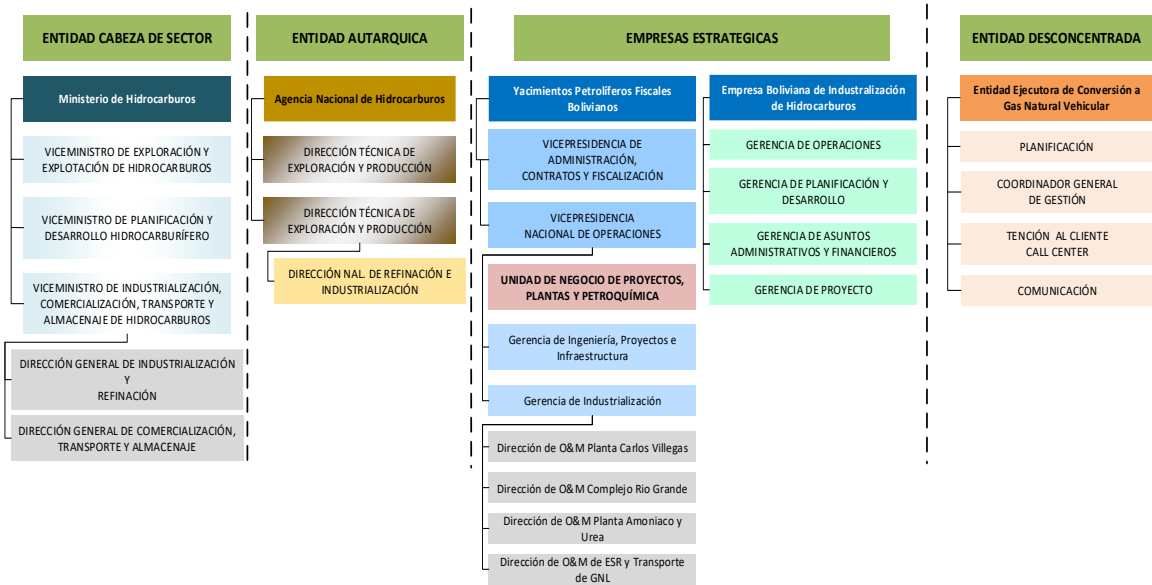 ENTIDAD CABEZA DE SECTOR
Ministerio de Hidrocarburos
VICEMINISTRO DE EXPLORACIÓN Y
EXPLOTACIÓN DE HIDROCARBUROS
VICEMINISTRO DE PLANIFICACIÓN Y
DESARROLLO HIDROCARBURÍFERO
VICEMINISTRO DE INDUSTRIALIZACIÓN,
COMERCIALIZACIÓN, TRANSPORTE Y
ALMACENAJE DE HIDROCARBUROS
DIRECCIÓN GENERAL DE INDUSTRIALIZACIÓN
Y
REFINACIÓN
DIRECCIÓN GENERAL DE COMERCIALIZACIÓN,
TRANSPORTE Y ALMACENAJE
ENTIDAD AUTARQUICA
Agencia Nacional de Hidrocarburos
DIRECCIÓN TÉCNICA DE
EXPLORACIÓN Y PRODUCCIÓN
DIRECCIÓN TÉCNICA DE
EXPLORACIÓN Y PRODUCCIÓN
DIRECCIÓN NAL. DE REFINACIÓN E
INDUSTRIALIZACIÓN
EMPRESAS ESTRATEGICAS
Yacimientos Petrolíferos Fiscales
Bolivianos
VICEPRESIDENCIA DE
ADMINISTRACIÓN,
CONTRATOS Y FISCALIZACIÓN
VICEPRESIDENCIA
NACIONAL DE OPERACIONES
UNIDAD DE NEGOCIO DE PROYECTOS,
PLANTAS Y PETROQUÍMICA
Gerencia de Ingeniería, Proyectos e
Infraestructura
Gerencia de Industrialización
Dirección de O&M Planta Carlos Villegas
Dirección de O&M Complejo Rio Grande
Dirección de O&M Planta Amoniaco y
Urea
Dirección de O&M de ESR y Transporte
de GNL
Empresa Boliviana de Industralización
de Hidrocarburos
GERENCIA DE OPERACIONES
GERENCIA DE PLANIFICACIÓN Y
DESARROLLO
GERENCIA DE ASUNTOS
ADMINISTRATIVOS Y FINANCIEROS
GERENCIA DE PROYECTO
ENTIDAD DESCONCENTRADA
Entidad Ejecutora de Conversión a
Gas Natural Vehicular
PLANIFICACIÓN
COORDINADOR GENERAL
DE GESTIÓN
TENCIÓN AL CLIENTE
CALL CENTER
COMUNICACIÓN